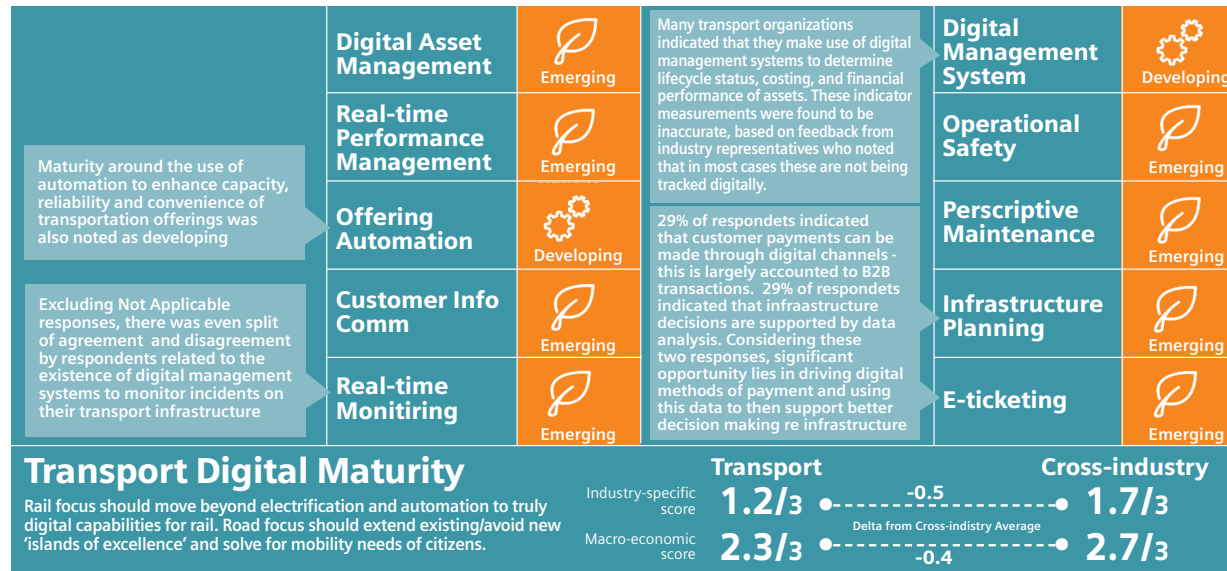 Digital Asset
Management
Emerging
Real-time
Performance
Management
Emerging
Maturity around the use of
automation to enhance capacity,
reliability and convenience of
transportation offerings was
also noted as developing
Offering
Automation
Developing
Excluding Not Applicable
responses, there was even split
of agreement and disagreement
by respondents related to the
existence of digital management
systems to monitor incidents on
their transport infrastructure
Customer Info
Comm
Emerging
Real-time
Monitiring
Emerging
Many transport organizations
indicated that they make use of digital
management systems to determine
lifecycle status, costing, and financial
performance of assets. These indicator
measurements were found to be
inaccurate, based on feedback from
industry representatives who noted
that in most cases these are not being
tracked digitally.
Digital
Management
System
Developing
Operational
Safety
Emerging
Perscriptive
Maintenance
Emerging
29% of respondets indicated
that customer payments can be
made through digital channels -
this is largely accounted to B2B
transactions. 29% of respondets
indicated that infraastructure
decisions are supported by data
analysis. Considering these
two responses, significant
opportunity lies in driving digital
methods of payment and using
this data to then support better
decision making re infrastructure
Infrastructure
Planning
Emerging
E-ticketing
Emerging
Transport Digital Maturity
Rail focus should move beyond electrification and automation to truly
digital capabilities for rail. Road focus should extend existing/avoid new
'islands of excellence' and solve for mobility needs of citizens.
Transport
Cross-industry
Industry-specific
score
1.2/3
-0.5
1.7/3
Delta from Cross-indistry Average
Macro-economic
score
2.3/3
-0.4
2.7/3